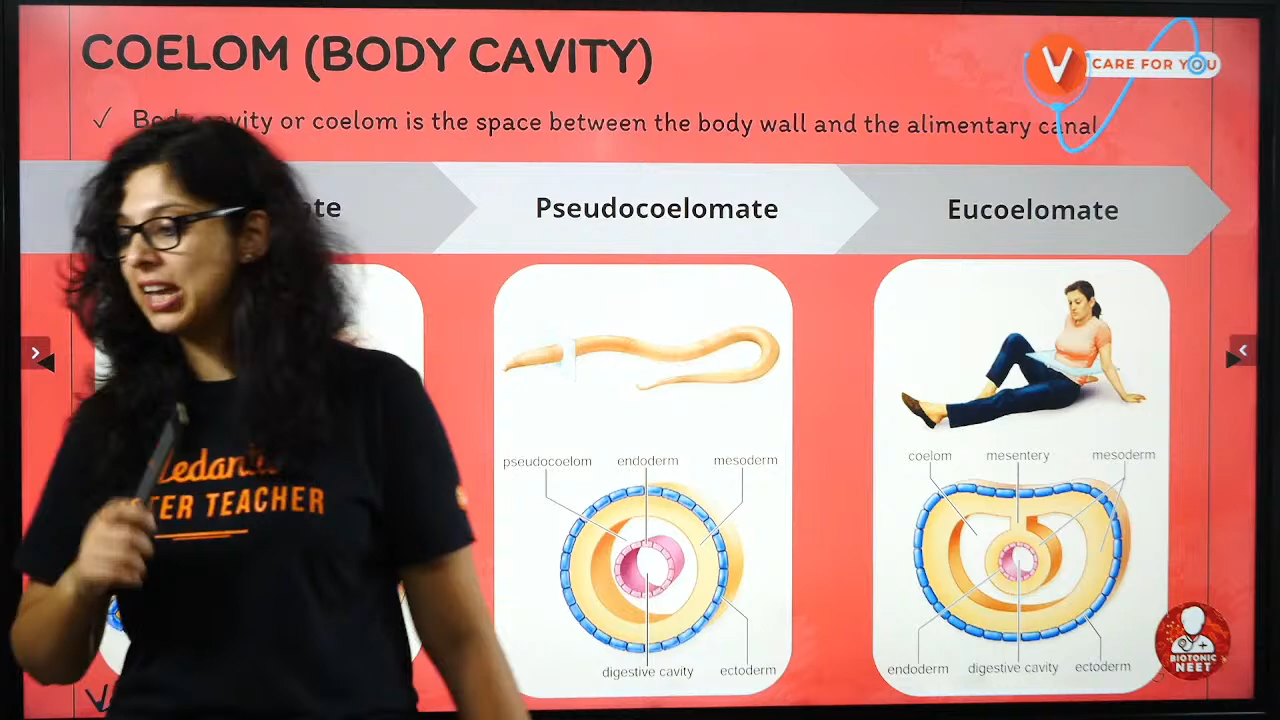 COELOM (BODY CAVITY)
CARE FOR YOU
✓ Body cavity or coelom is the space between the body wall and the alimentary canal
Pseudocoelomate
Eucoelomate
pseudocoelom endoderm mesoderm
coelom mesentery mesoderm
TEACHER
digestive cavity ectoderm
endoderm digestive cavity ectoderm
BIOTONIC
NEET